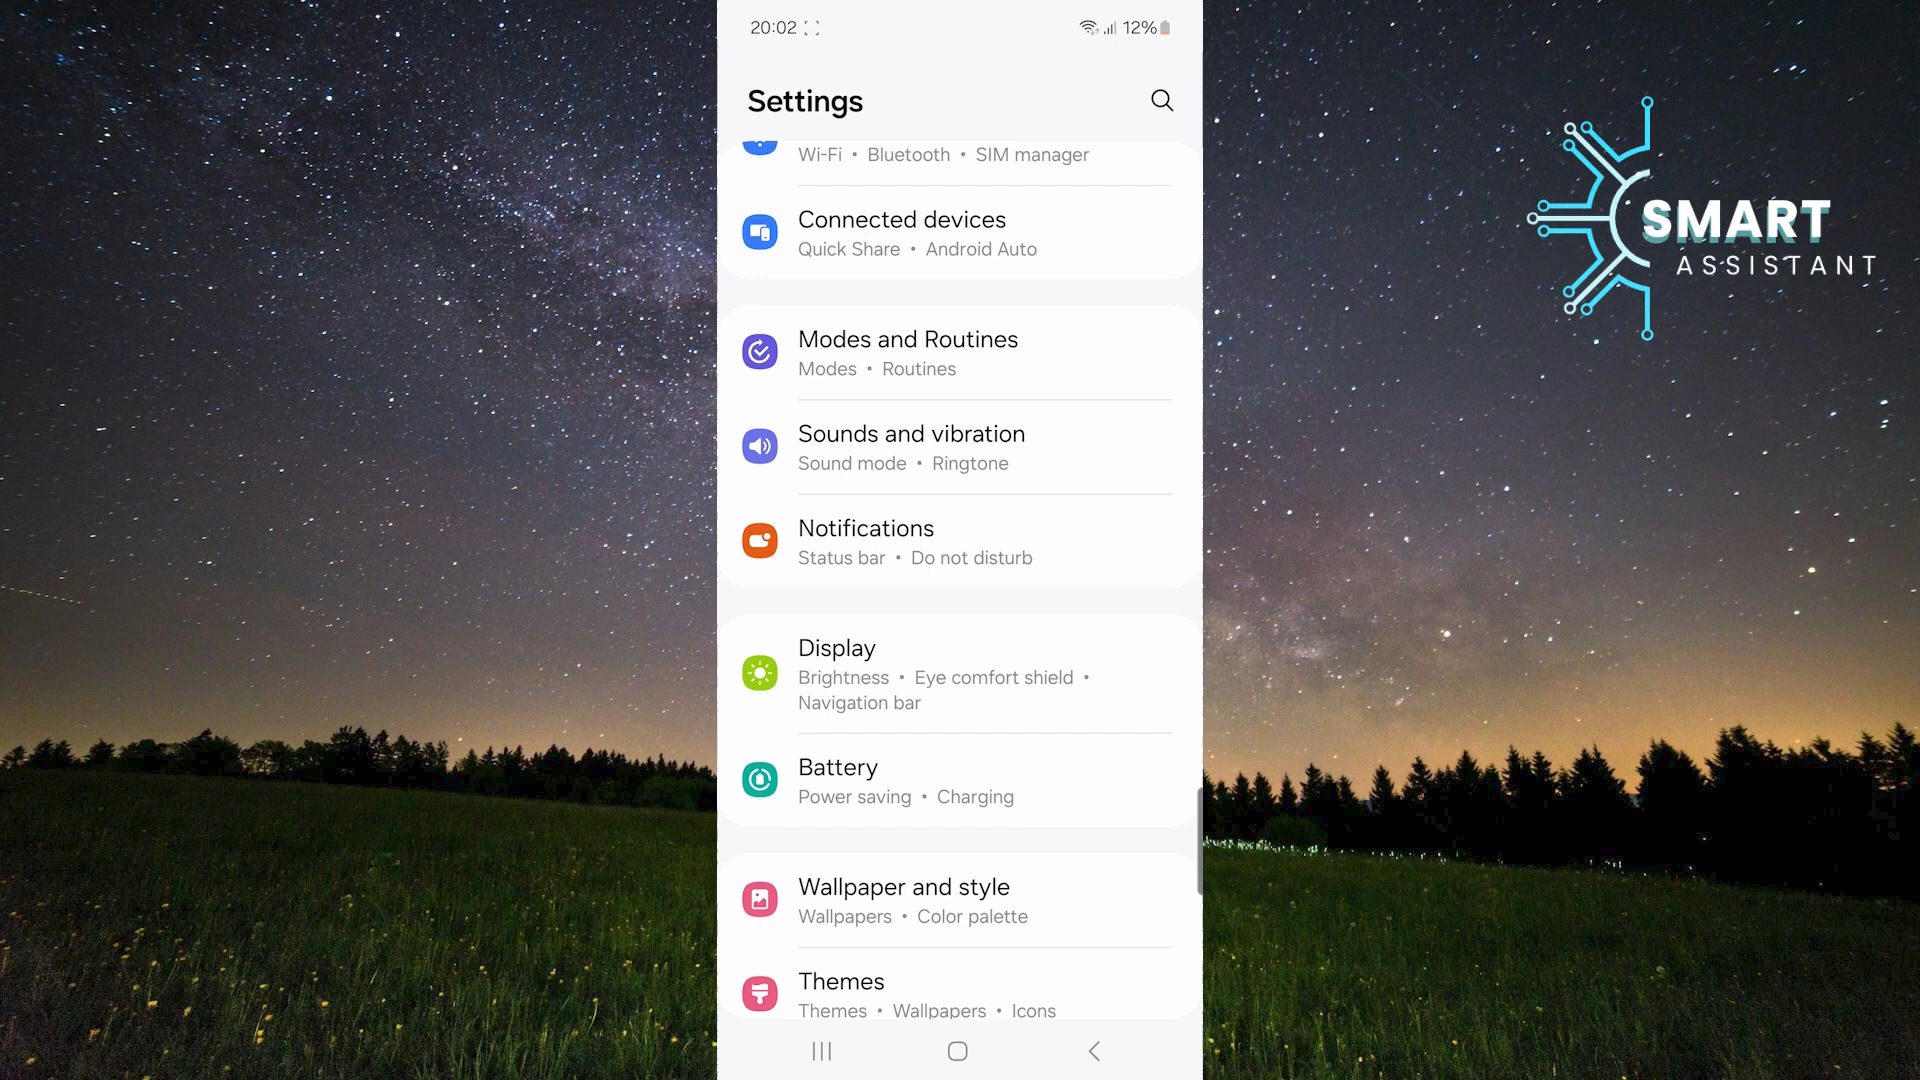 20:02
12%
Settings
Wi-Fi • Bluetooth • SIM manager
Connected devices
Quick Share • Android Auto
Modes and Routines
Modes • Routines
Sounds and vibration
Sound mode • Ringtone
Notifications
Status bar • Do not disturb
Display
Brightness • Eye comfort shield •
Navigation bar
Battery
Power saving • Charging
Wallpaper and style
Wallpapers • Color palette
Themes
Themes • Wallpapers • Icons
SMART
ASSISTANT